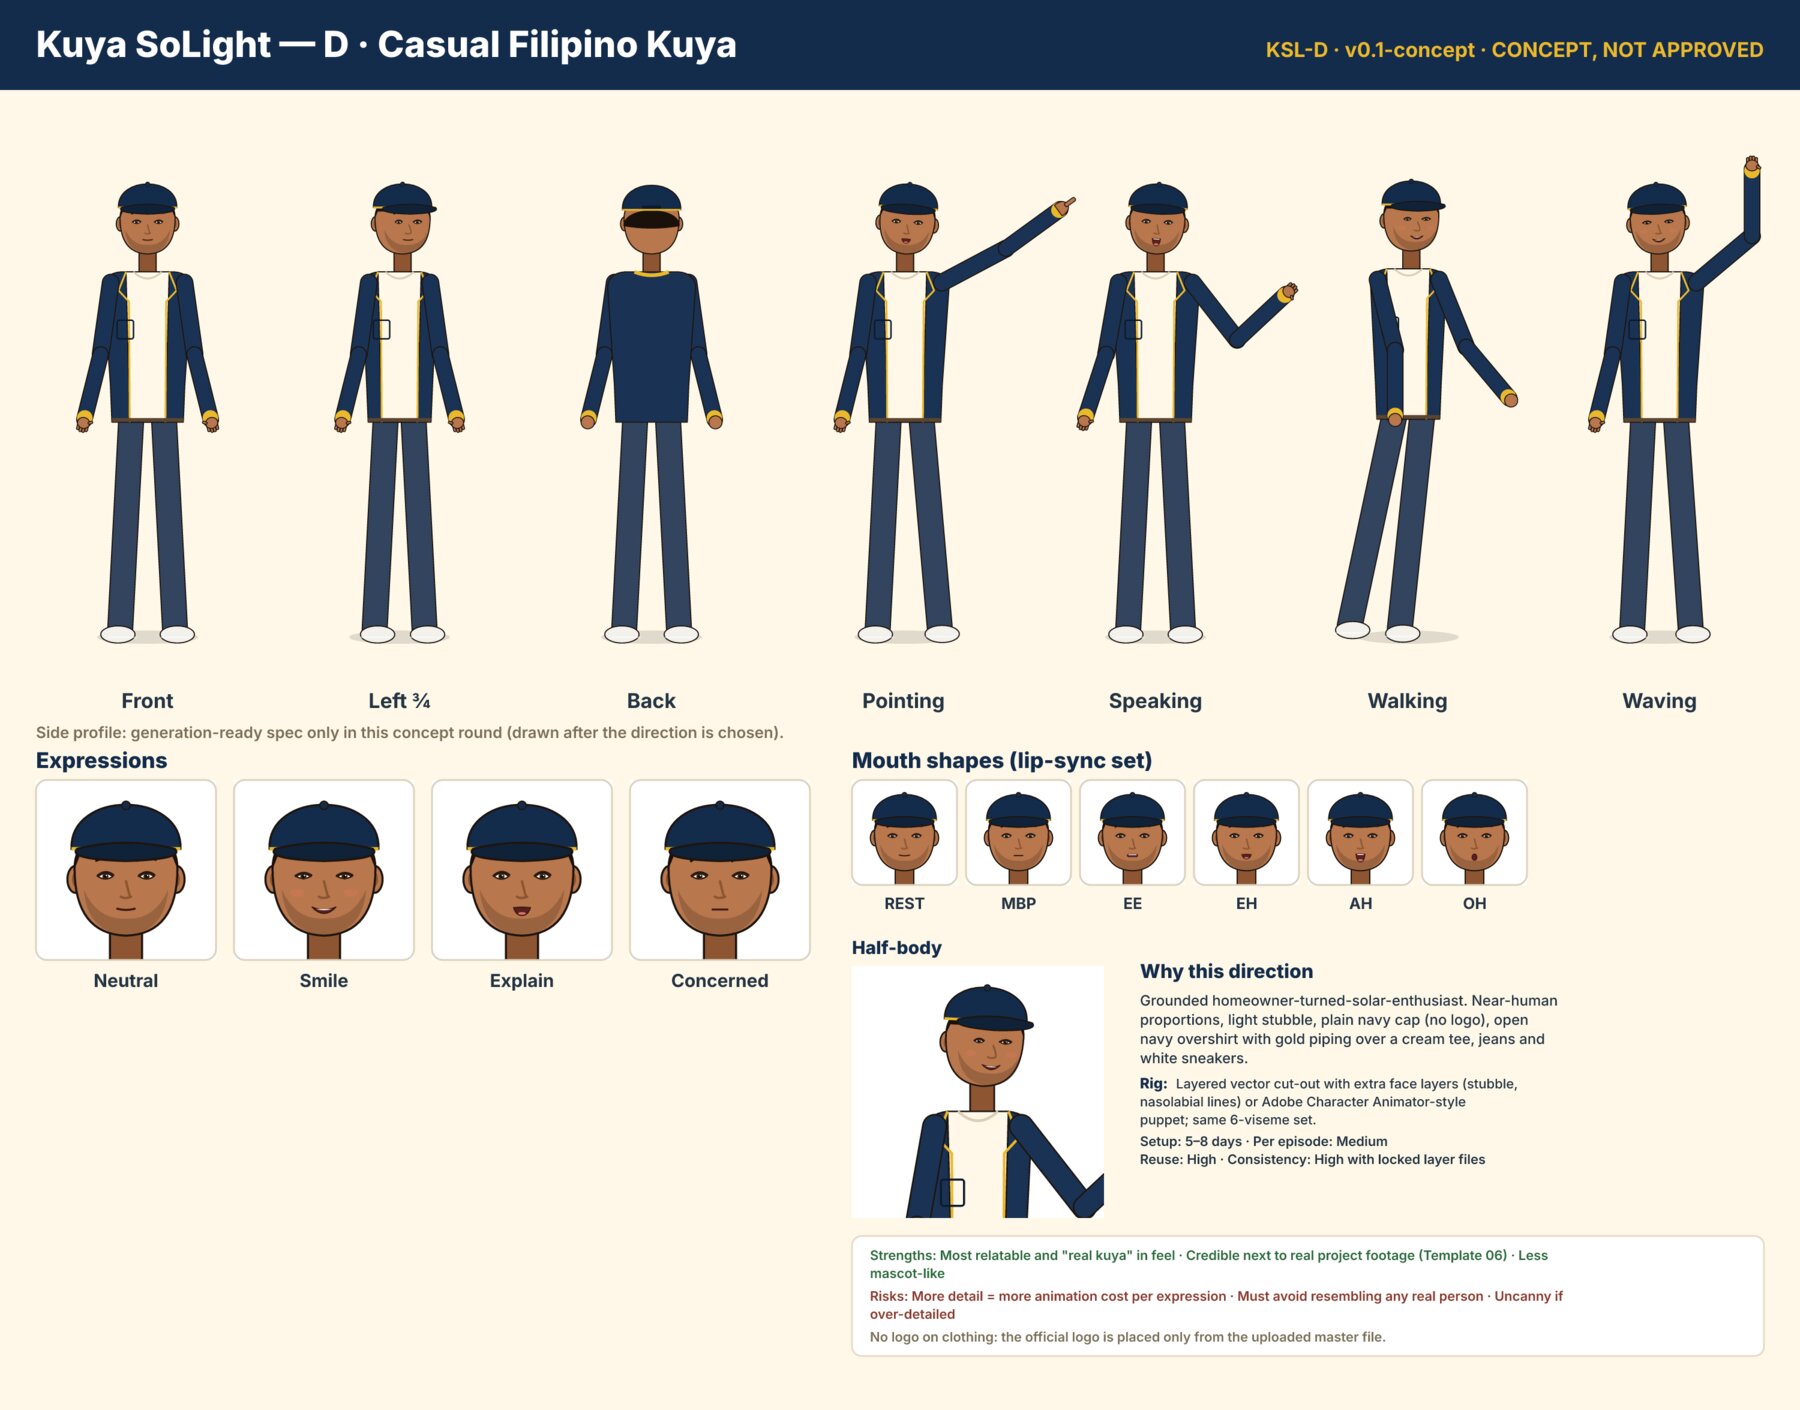 Kuya SoLight — D · Casual Filipino Kuya
KSL-D · v0.1-concept · CONCEPT, NOT APPROVED
Front
Left ¾
Back
Pointing
Speaking
Walking
Waving
Side profile: generation-ready spec only in this concept round (drawn after the direction is chosen).
Expressions
Neutral
Smile
Explain
Concerned
Mouth shapes (lip-sync set)
REST
MBP
EE
EH
AH
OH
Half-body
Why this direction
Grounded homeowner-turned-solar-enthusiast. Near-human
proportions, light stubble, plain navy cap (no logo), open
navy overshirt with gold piping over a cream tee, jeans and
white sneakers.
Rig: Layered vector cut-out with extra face layers (stubble,
nasolabial lines) or Adobe Character Animator-style
puppet; same 6-viseme set.
Setup: 5–8 days · Per episode: Medium
Reuse: High · Consistency: High with locked layer files
Strengths: Most relatable and "real kuya" in feel · Credible next to real project footage (Template 06) · Less
mascot-like
Risks: More detail = more animation cost per expression · Must avoid resembling any real person · Uncanny if
over-detailed
No logo on clothing: the official logo is placed only from the uploaded master file.